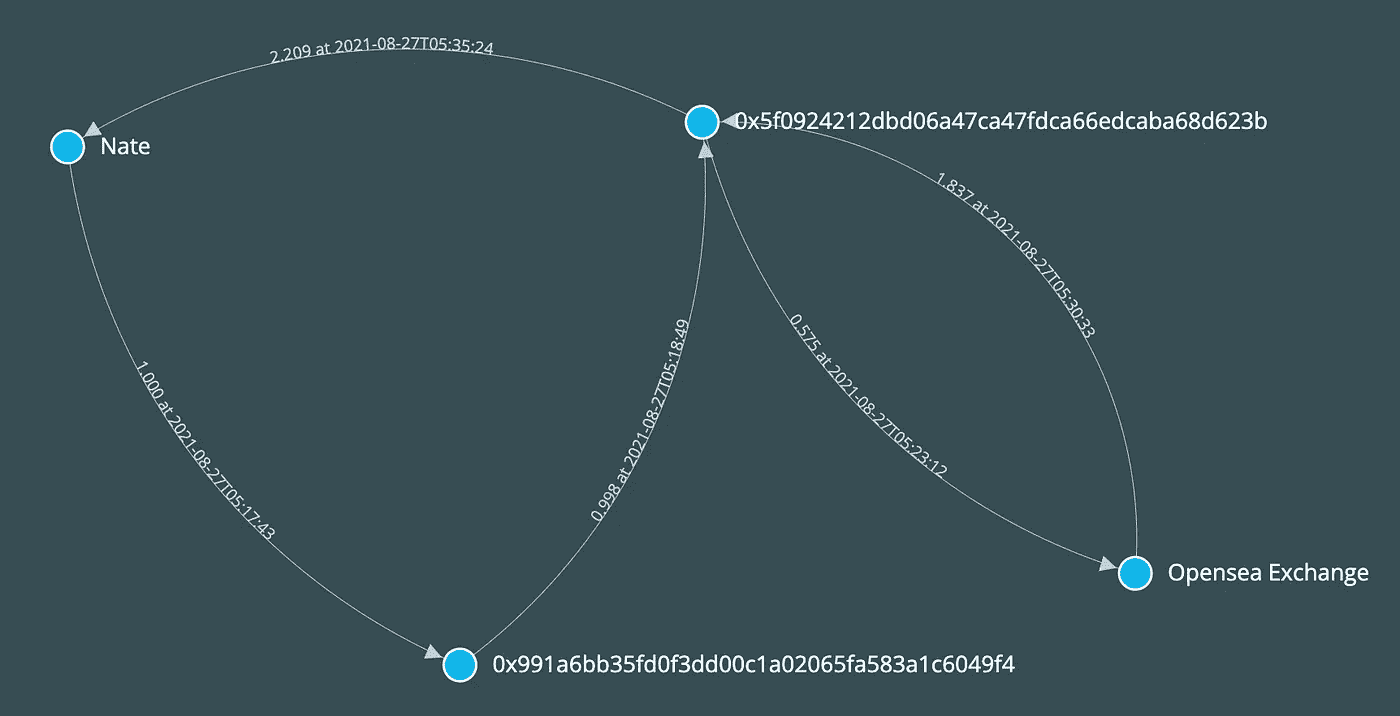 2.209 at 2021-08-27T05:35:24
0x5f0924212dbd06a47ca47fdca66edcaba68d623b
Nate
1.837 at 2021-08-27T05:30:33
0.575 at 2021-08-27T05:23:12
0.998 at 2021-08-27T05:18:49
1.000 at 2021-08-27T05:17:43
Opensea Exchange
0x991a6bb35fd0f3dd00c1a02065fa583a1c6049f4